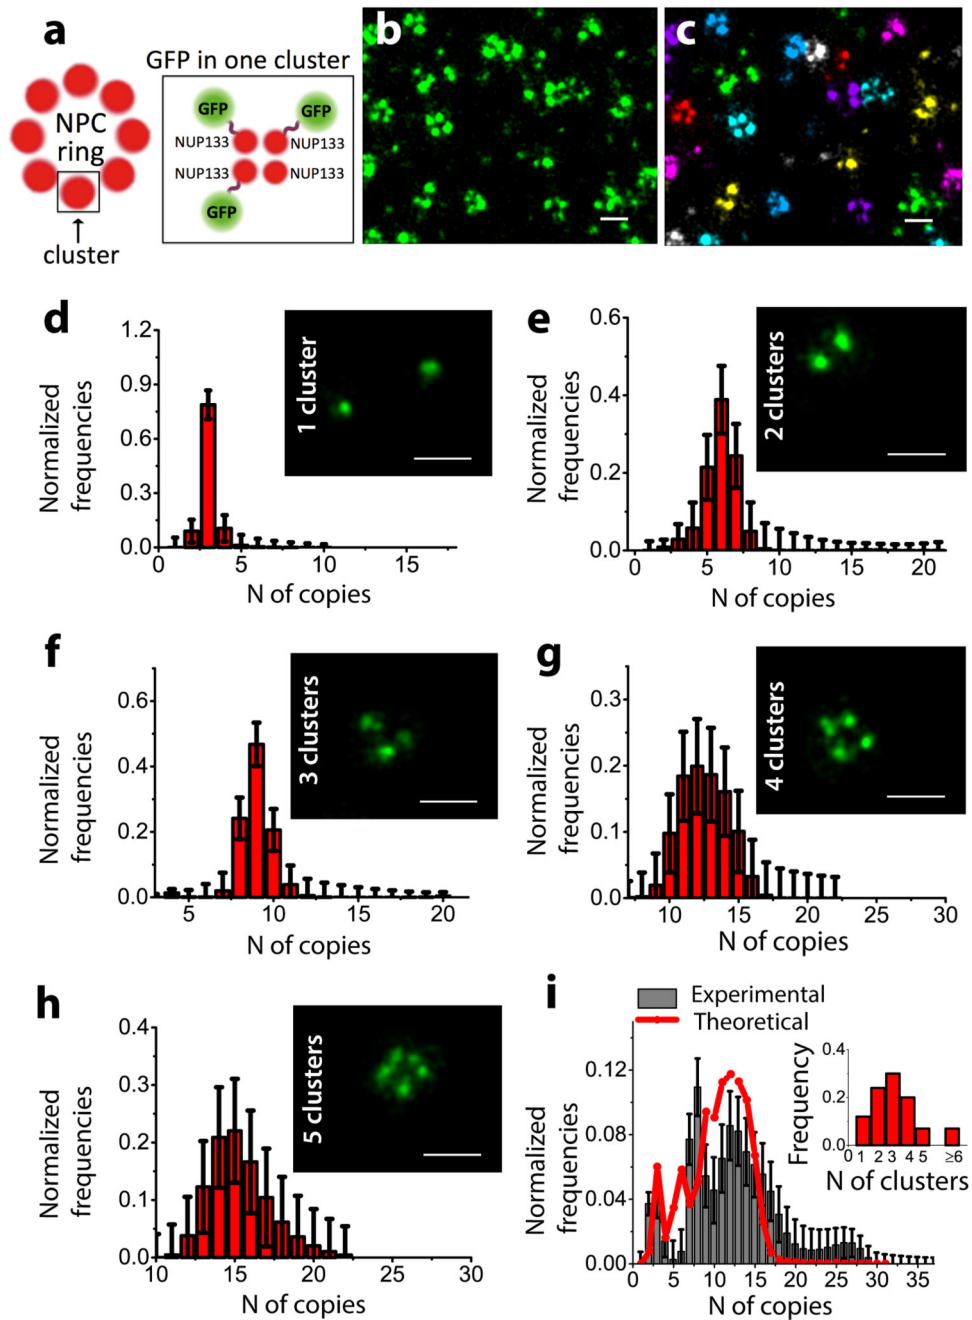 a
NPC
ring
cluster
GFP in one cluster
GFP
GFP
NUP133
NUP133
NUP133
NUP133
GFP
b
c
d
Normalized
frequencies
1.2
0.9
0.6
0.3
0.0
0
5
10
15
N of copies
1 cluster
e
Normalized
frequencies
0.6
0.4
0.2
0.0
0
5
10
15
20
N of copies
2 clusters
f
Normalized
frequencies
0.6
0.4
0.2
0.0
5
10
15
20
N of copies
3 clusters
g
Normalized
frequencies
0.3
0.2
0.1
0.0
10
15
20
25
30
N of copies
4 clusters
h
Normalized
frequencies
0.4
0.3
0.2
0.1
0.0
10
15
20
25
30
N of copies
5 clusters
i
Experimental
Theoretical
Normalized
frequencies
0.12
0.08
0.04
0.00
0
5
10
15
20
25
30
35
N of copies
Frequency
0.4
0.2
0.0
1
2
3
4
5
≥6
N of clusters